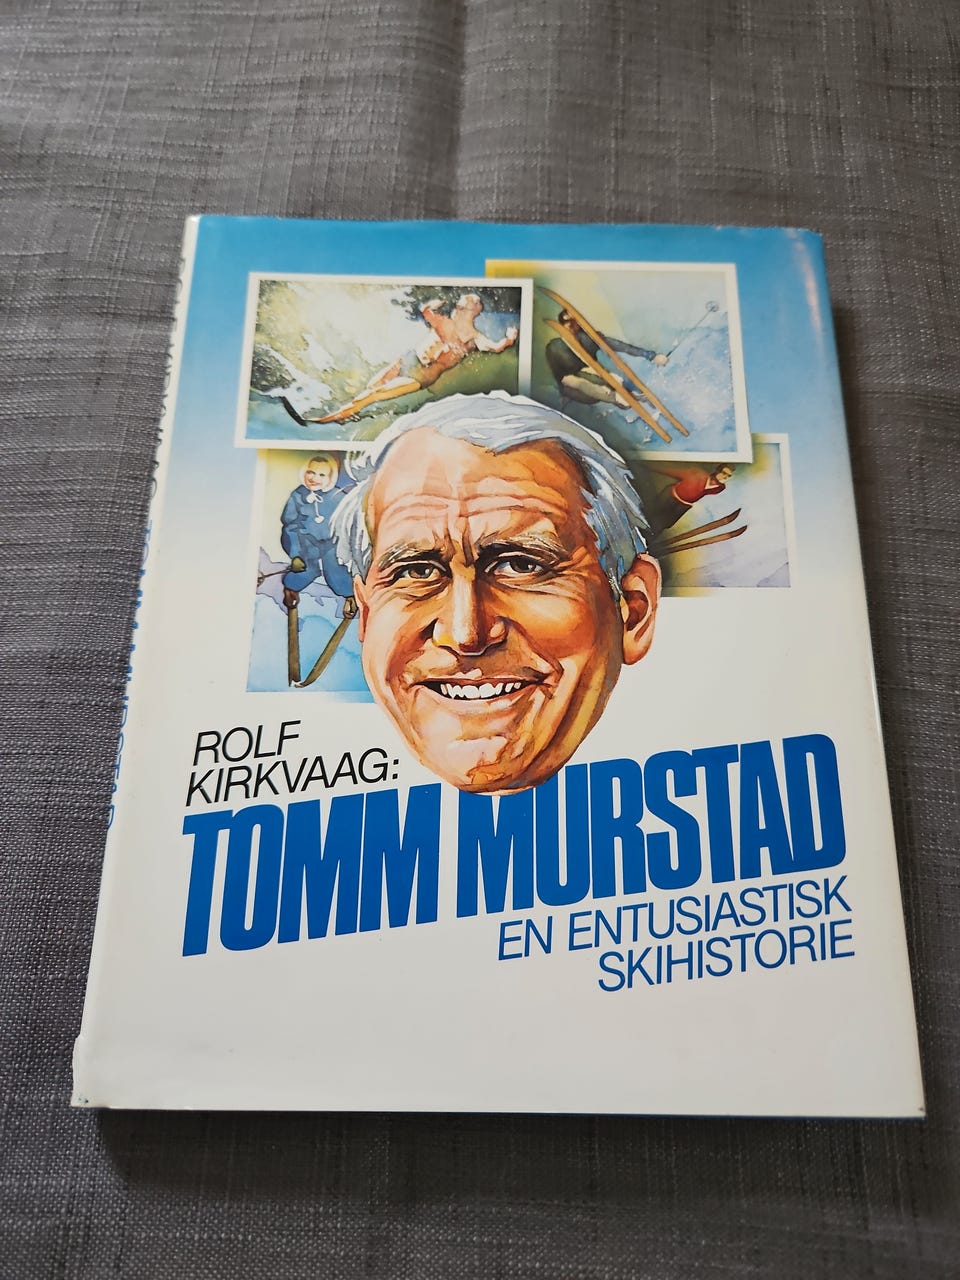 ROLF
KIRKVAAG:
TOMM MURSTAD
EN ENTUSIASTISK
SKIHISTORIE